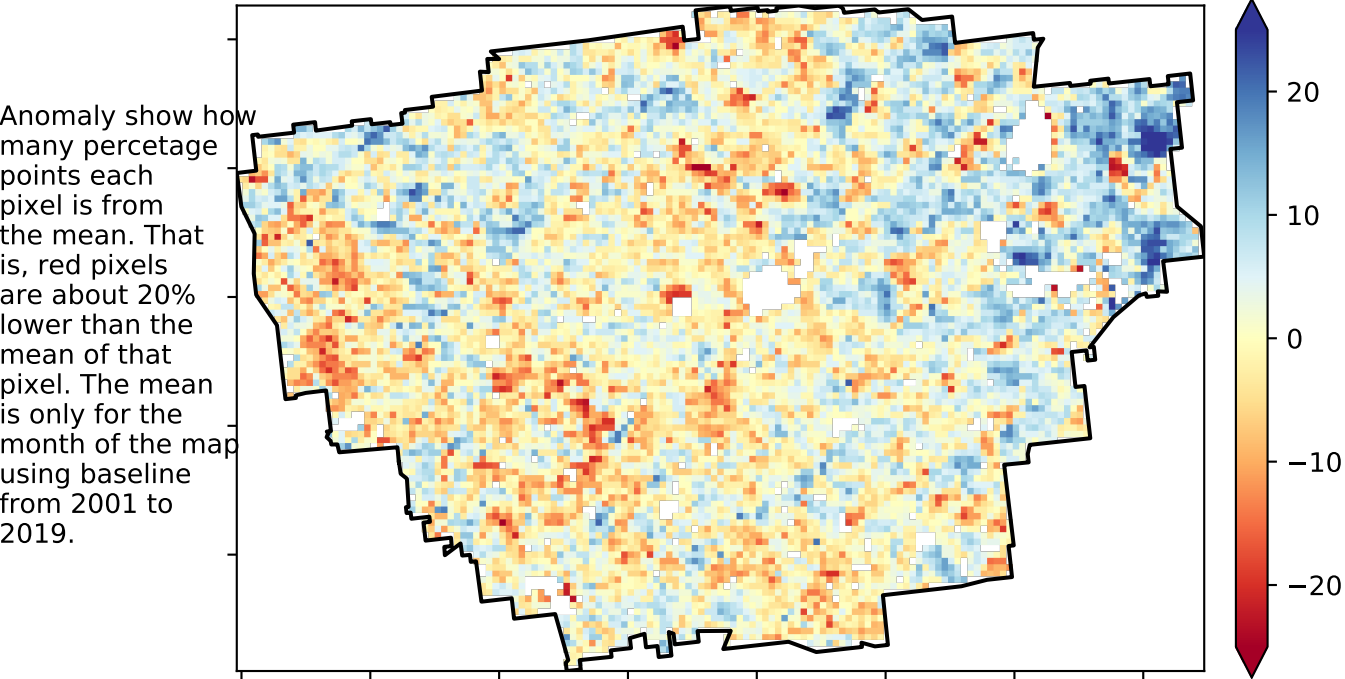 Anomaly show how
many percetage
points each
pixel is from
the mean. That
is, red pixels
are about 20%
lower than the
mean of that
pixel. The mean
is only for the
month of the map
using baseline
from 2001 to
2019.
20
10
0
−10
−20